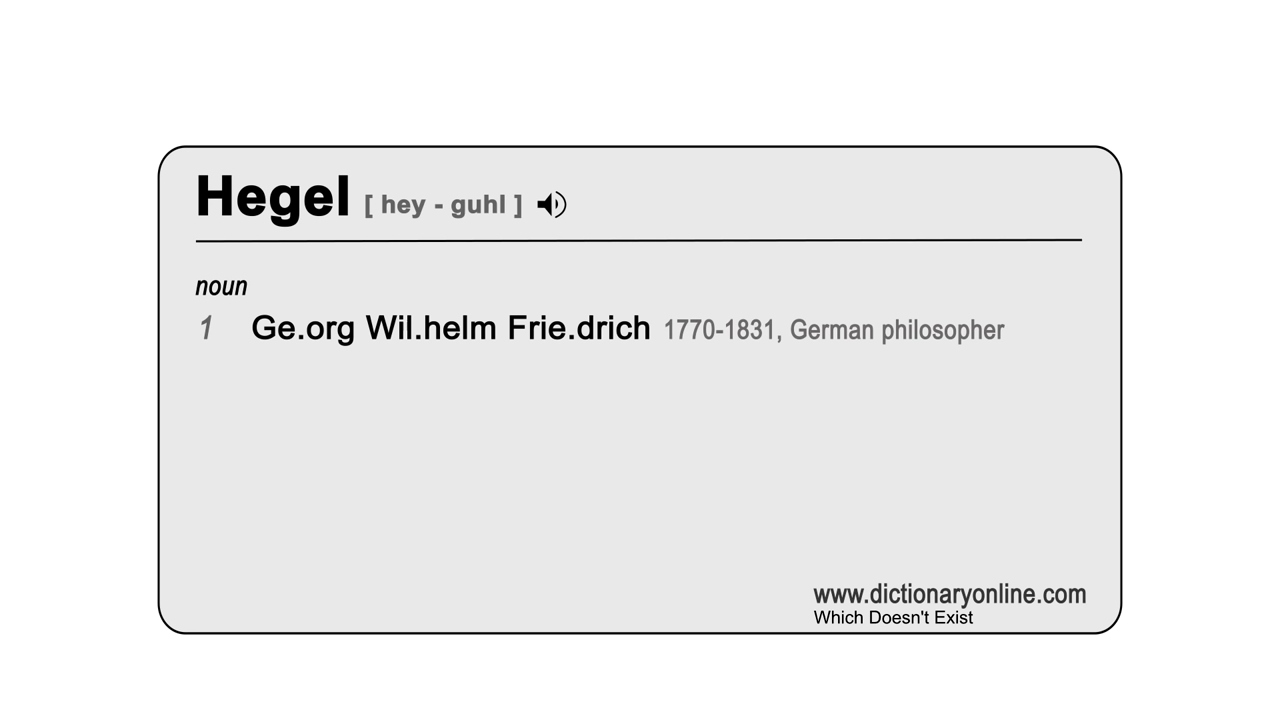 Hegel [ hey - guhl ]
noun
1 Ge.org Wil.helm Frie.drich 1770-1831, German philosopher
www.dictionaryonline.com
Which Doesn't Exist